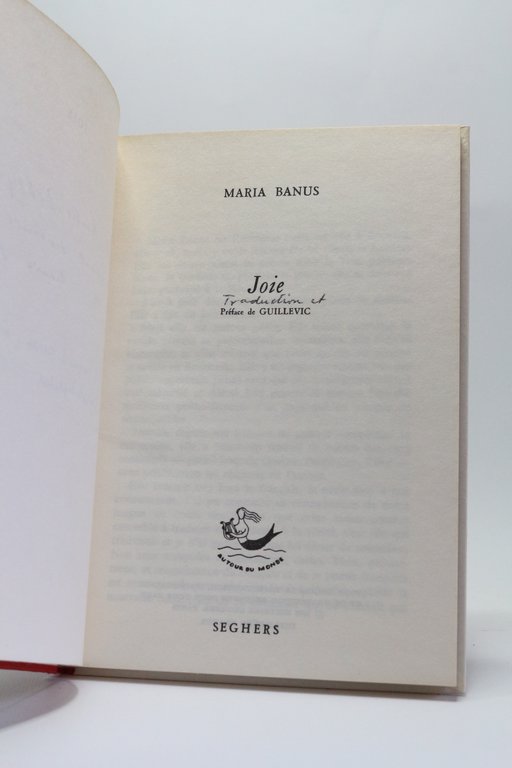 MARIA BANUS
Joie
Traduction et
Préface de GUILLEVIC
AUTOUR DU MONDE
SEGHERS